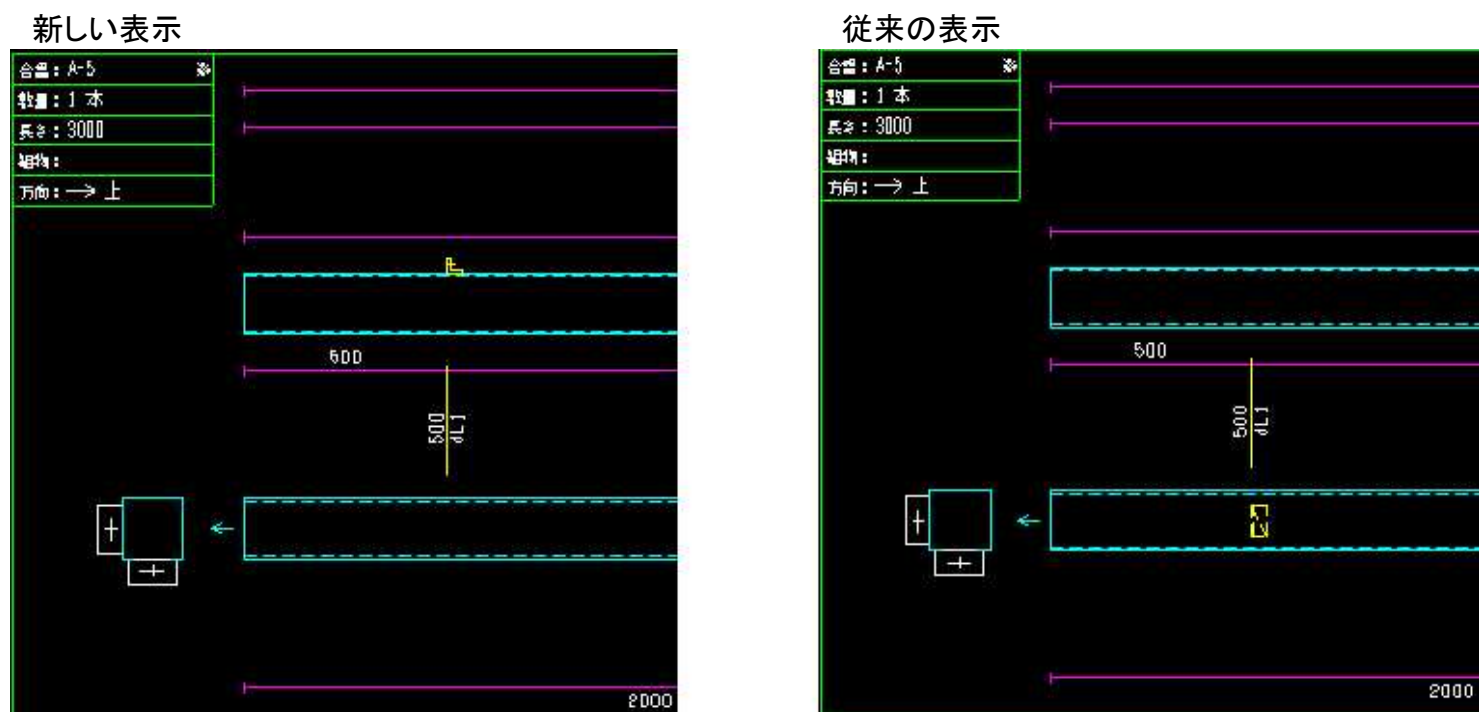 新しい表示
合番：A-5 ※
数量：1 本
長さ：3000
組物：
方向：→ 上
500
500
dL1
2000
従来の表示
合番：A-5 ※
数量：1 本
長さ：3000
組物：
方向：→ 上
500
500
dL1
2000